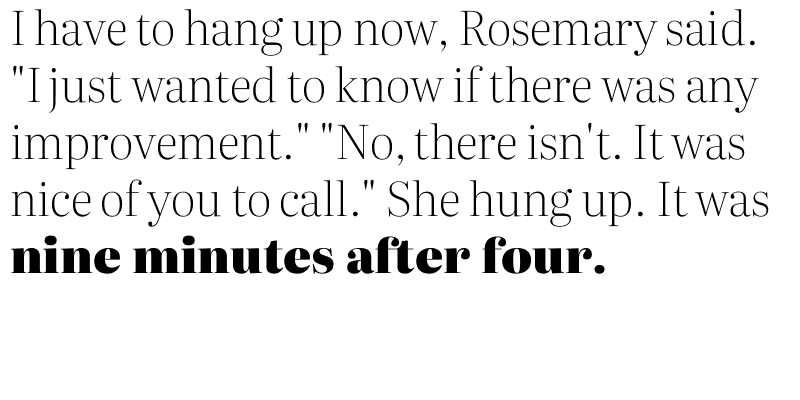 I have to hang up now, Rosemary said.
"I just wanted to know if there was any
improvement." "No, there isn't. It was
nice of you to call." She hung up. It was
nine minutes after four.